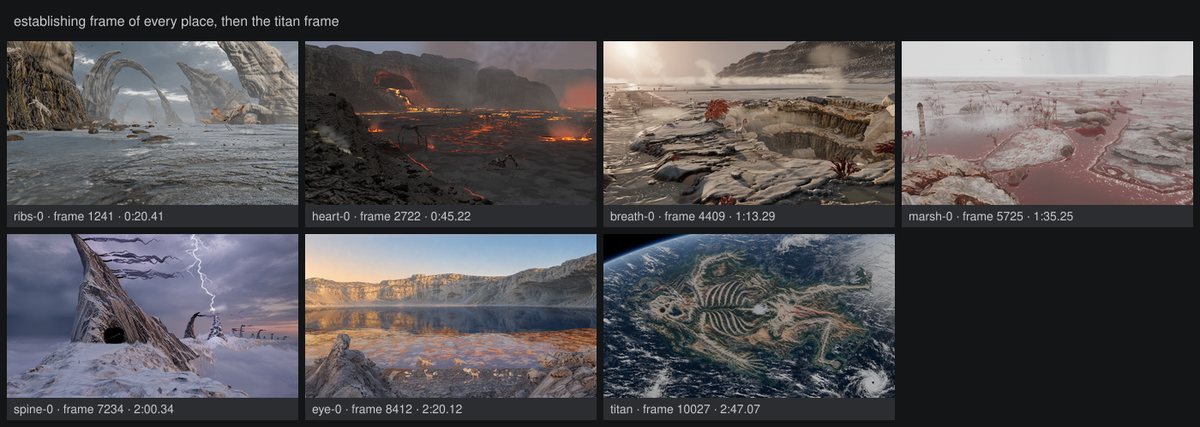 establishing frame of every place, then the titan frame
ribs-0 · frame 1241 · 0:20.41
heart-0 · frame 2722 · 0:45.22
breath-0 · frame 4409 · 1:13.29
marsh-0 · frame 5725 · 1:35.25
spine-0 · frame 7234 · 2:00.34
eye-0 · frame 8412 · 2:20.12
titan · frame 10027 · 2:47.07